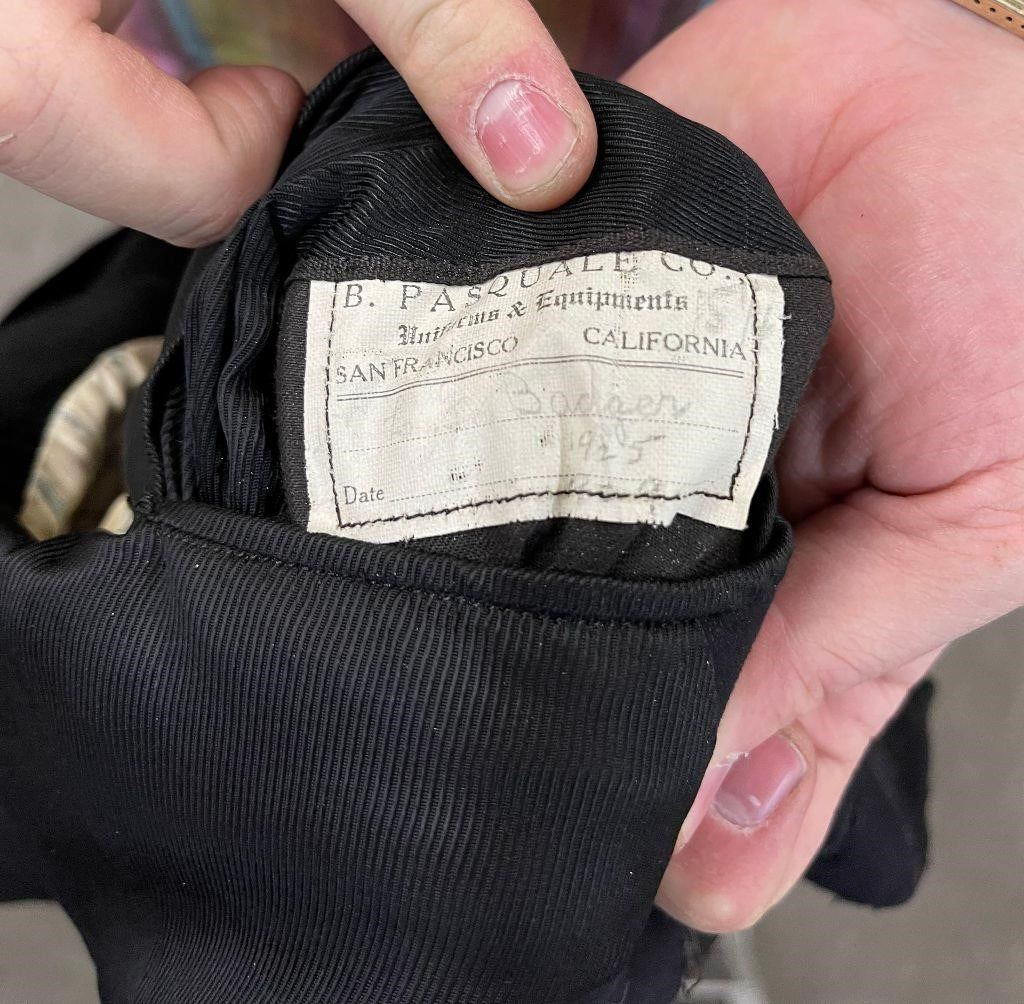 B. PASQUALE CO.,
Uniforms & Equipments
SAN FRANCISCO CALIFORNIA
1925
Date